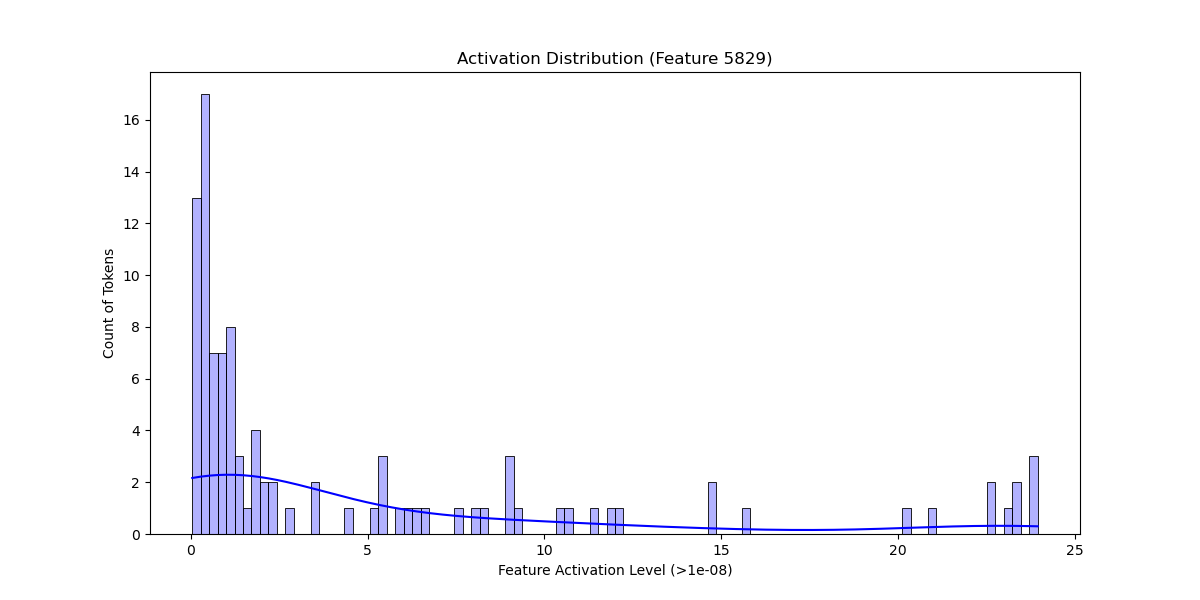 Activation Distribution (Feature 5829)
16
14
12
10
8
6
4
2
0
Count of Tokens
0 5 10 15 20 25
Feature Activation Level (>1e-08)